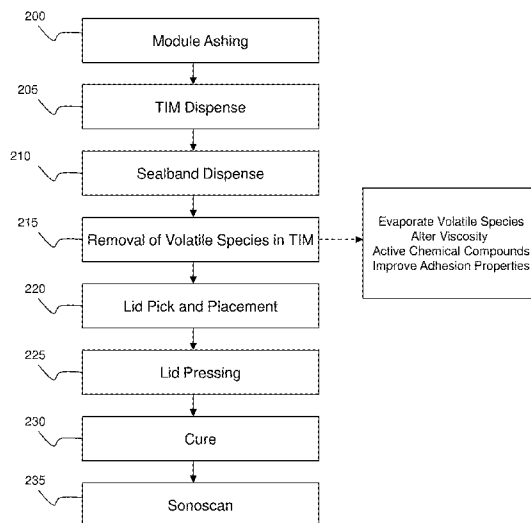 200
Module Ashing
205
TIM Dispense
210
Sealband Dispense
215
Removal of Volatile Species in TIM
Evaporate Volatile Species
Alter Viscosity
Active Chemical Compounds
Improve Adhesion Properties
220
Lid Pick and Placement
225
Lid Pressing
230
Cure
235
Sonoscan